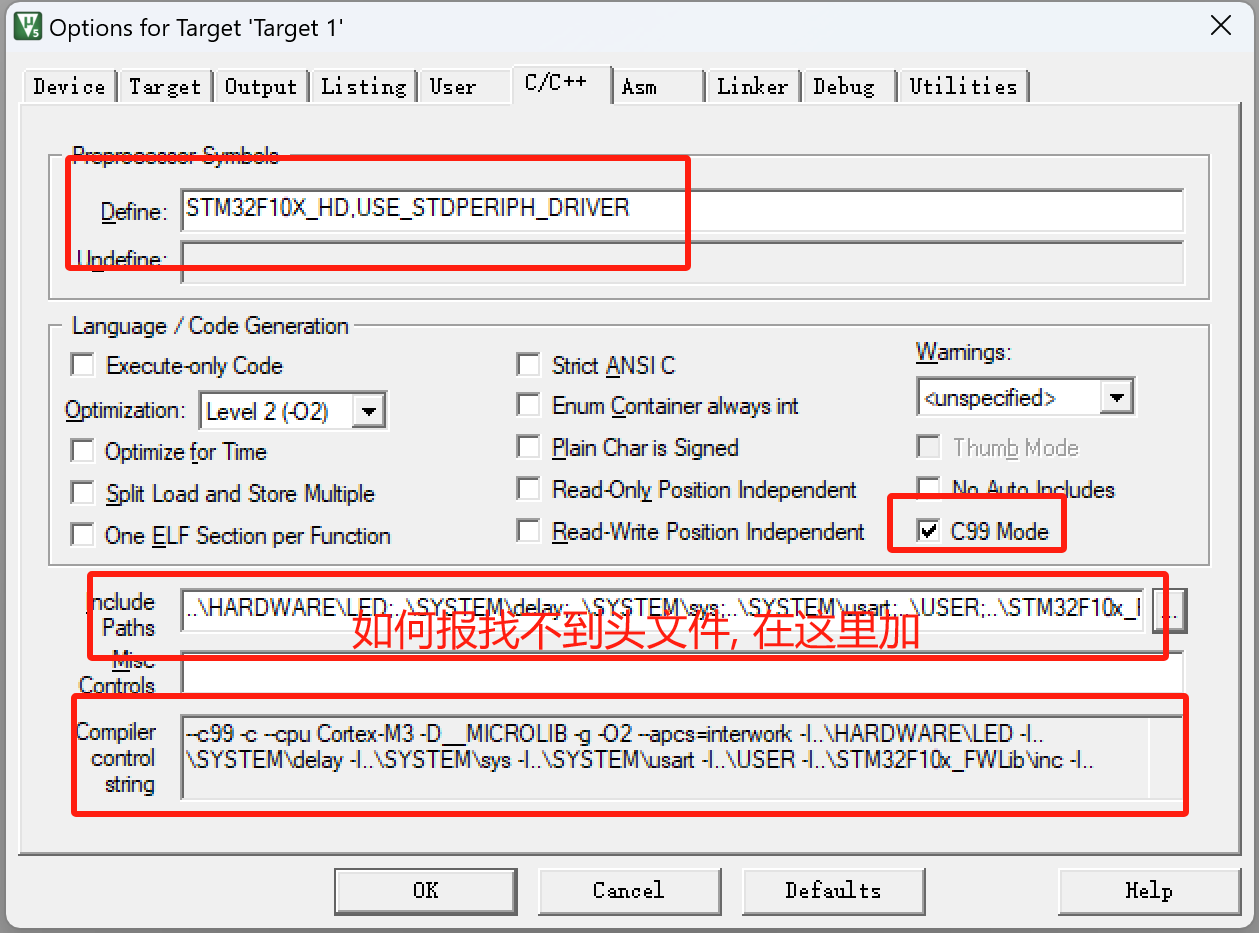 Options for Target 'Target 1'
Device Target Output Listing User C/C++ Asm Linker Debug Utilities
Preprocessor Symbols
Define: STM32F10X_HD,USE_STDPERIPH_DRIVER
Undefine:
Language / Code Generation
Execute-only Code
Optimization: Level 2 (-O2)
Optimize for Time
Split Load and Store Multiple
One ELF Section per Function
Strict ANSI C
Enum Container always int
Plain Char is Signed
Read-Only Position Independent
Read-Write Position Independent
Warnings:
<unspecified>
Thumb Mode
No Auto Includes
C99 Mode
Include Paths
..\HARDWARE\LED;..\SYSTEM\delay;..\SYSTEM\sys;..\SYSTEM\usart;..\USER;..\STM32F10x_
...
如何报找不到头文件, 在这里加
Misc Controls
Compiler control string
--c99 -c --cpu Cortex-M3 -D__MICROLIB -g -O2 --apcs=interwork -I..\HARDWARE\LED -I..
\SYSTEM\delay -I..\SYSTEM\sys -I..\SYSTEM\usart -I..\USER -I..\STM32F10x_FWLib\inc -I..
OK Cancel Defaults Help